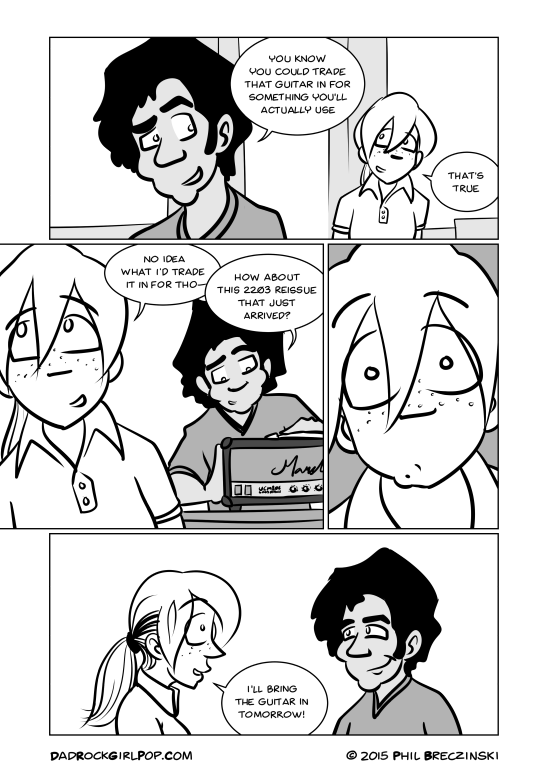 YOU KNOW
YOU COULD TRADE
THAT GUITAR IN FOR
SOMETHING YOU'LL
ACTUALLY USE
THAT'S
TRUE
NO IDEA
WHAT I'D TRADE
IT IN FOR THO—
HOW ABOUT
THIS 2203 REISSUE
THAT JUST
ARRIVED?
I'LL BRING
THE GUITAR IN
TOMORROW!
DADROCKGIRLPOP.COM
© 2015 PHIL BRECZINSKI